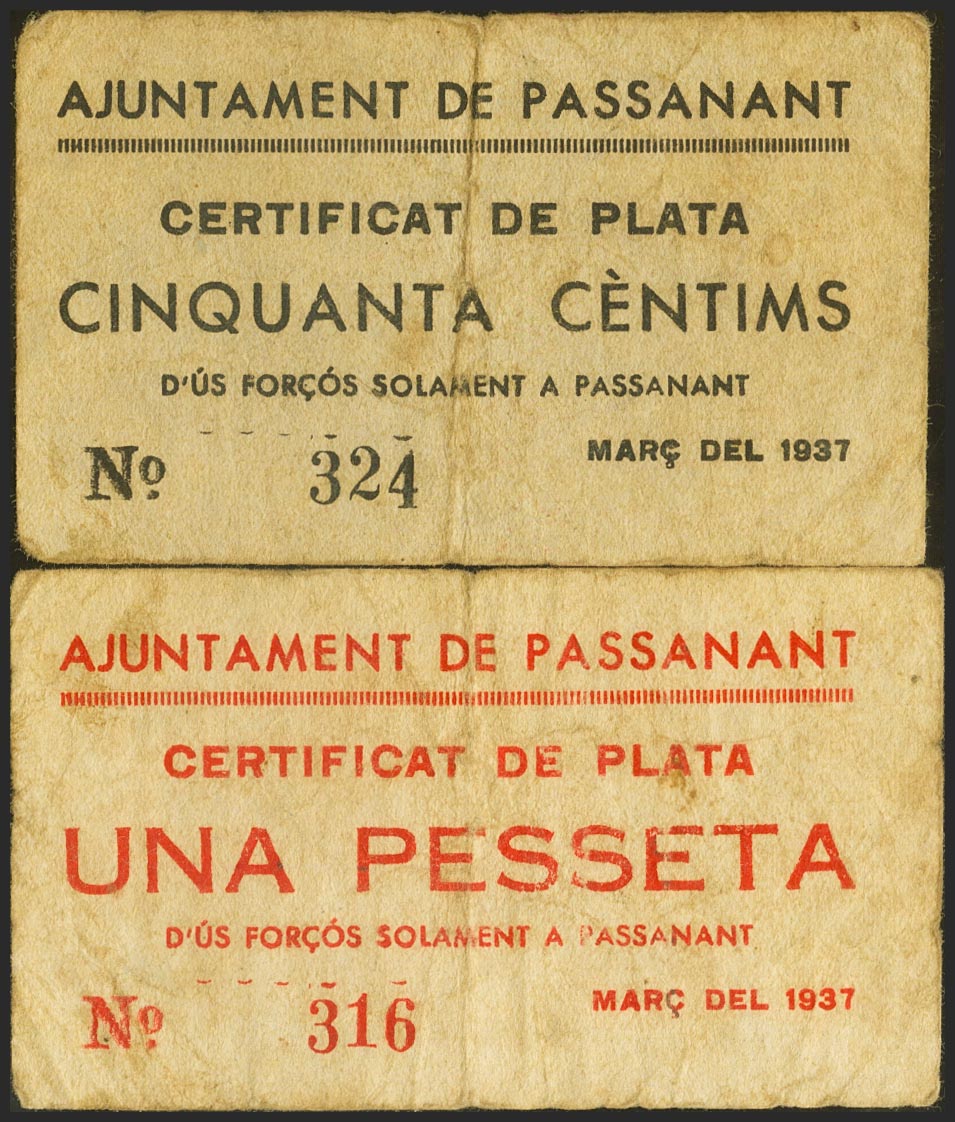 AJUNTAMENT DE PASSANANT
CERTIFICAT DE PLATA
CINQUANTA CÈNTIMS
D'ÚS FORÇÓS SOLAMENT A PASSANANT
Nº 324
MARÇ DEL 1937
AJUNTAMENT DE PASSANANT
CERTIFICAT DE PLATA
UNA PESSETA
D'ÚS FORÇÓS SOLAMENT A PASSANANT
Nº 316
MARÇ DEL 1937